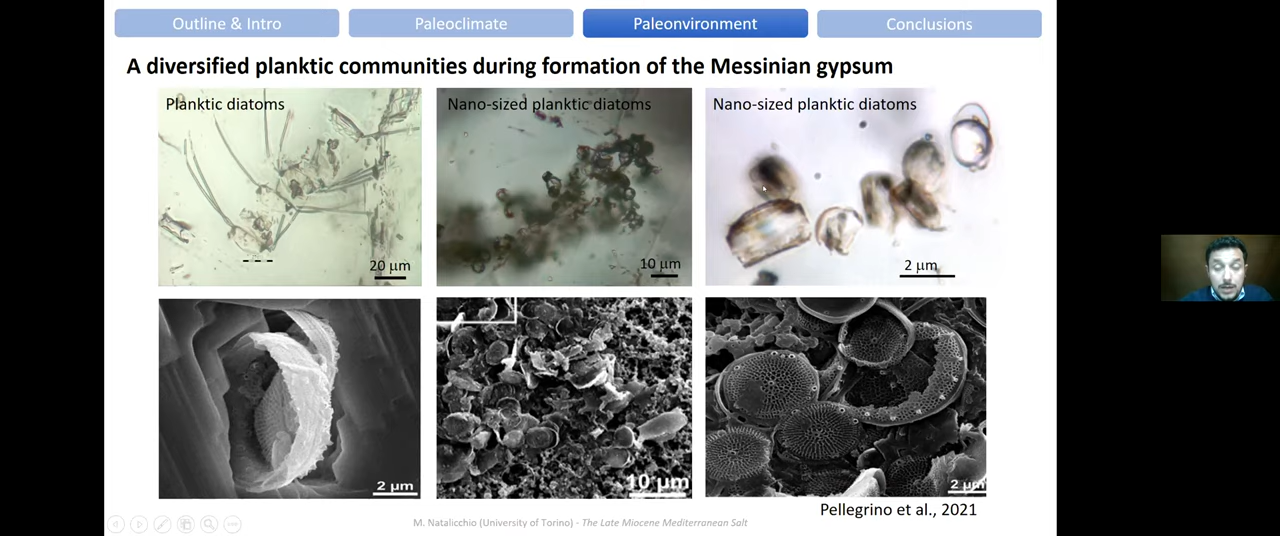 Outline & Intro
Paleoclimate
Paleonvironment
Conclusions
A diversified planktic communities during formation of the Messinian gypsum
Planktic diatoms
Nano-sized planktic diatoms
Nano-sized planktic diatoms
20 μm
10 μm
2 μm
2 μm
10 μm
2 μm
Pellegrino et al., 2021
M. Natalicchio (University of Torino) - The Late Miocene Mediterranean Salt